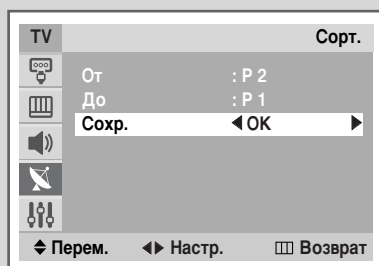 TV Сорт.
От : P 2
До : P 1
Сохр. ◀ OK ▶
Перем. Настр. Возврат